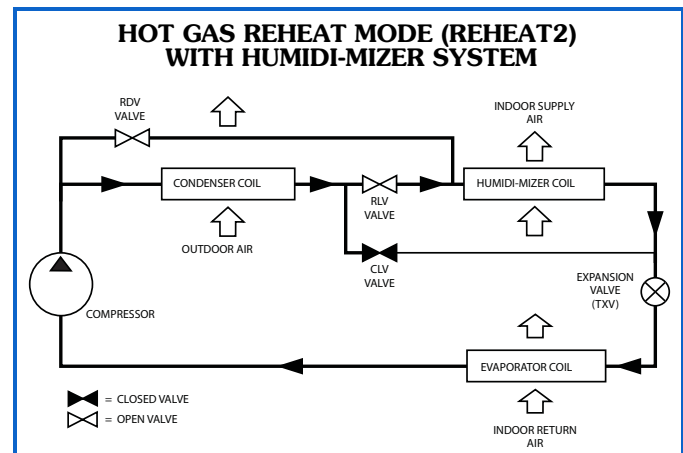 HOT GAS REHEAT MODE (REHEAT2)
WITH HUMIDI-MIZER SYSTEM
RDV
VALVE
INDOOR SUPPLY
AIR
CONDENSER COIL
RLV
VALVE
HUMIDI-MIZER COIL
OUTDOOR AIR
CLV
VALVE
EXPANSION
VALVE
(TXV)
COMPRESSOR
EVAPORATOR COIL
= CLOSED VALVE
= OPEN VALVE
INDOOR RETURN
AIR